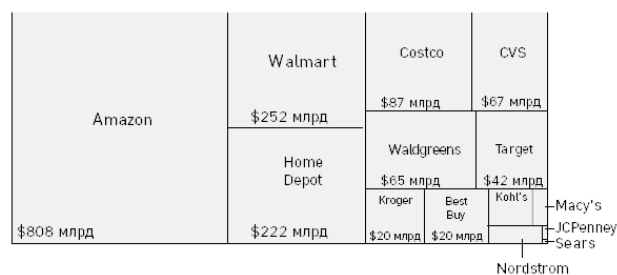 Amazon
$808 млрд
Walmart
$252 млрд
Home
Depot
$222 млрд
Costco
$87 млрд
CVS
$67 млрд
Waldgreens
$65 млрд
Target
$42 млрд
Kroger
$20 млрд
Best
Buy
$20 млрд
Kohl's
Macy's
JCPenney
Sears
Nordstrom